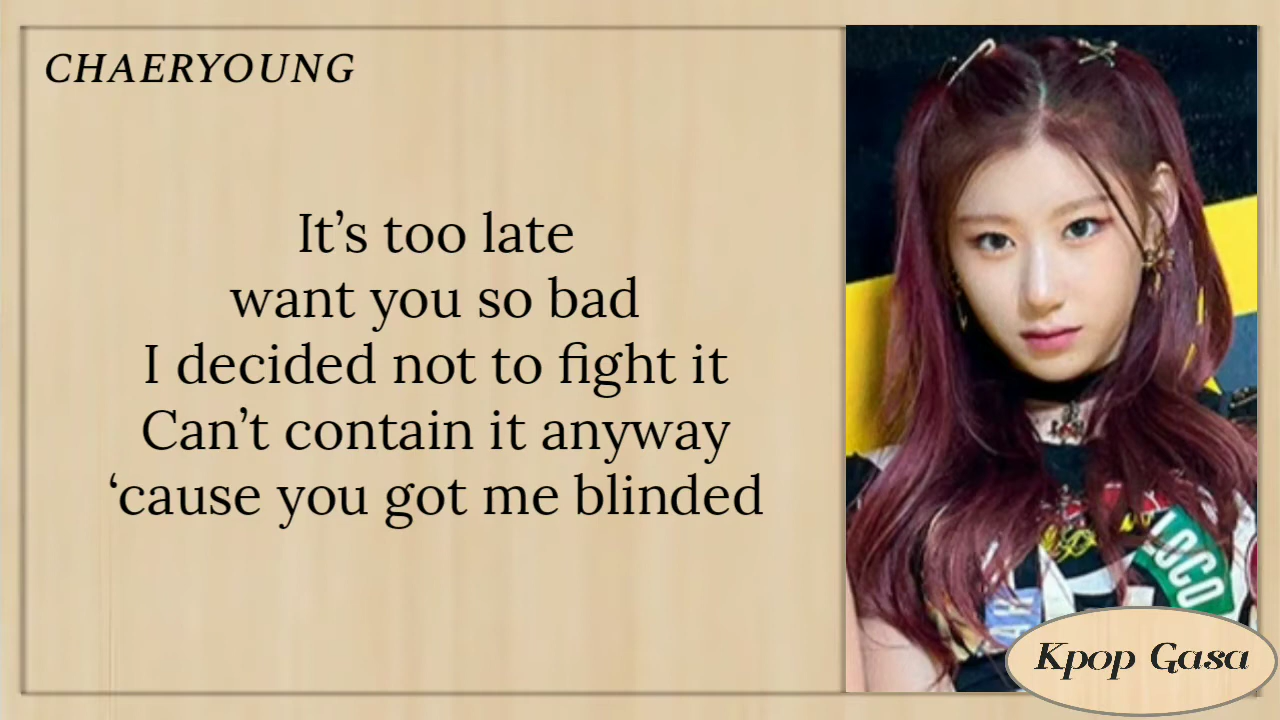 CHAERYOUNG
It’s too late
want you so bad
I decided not to fight it
Can’t contain it anyway
‘cause you got me blinded
LOCO
Kpop Gasa